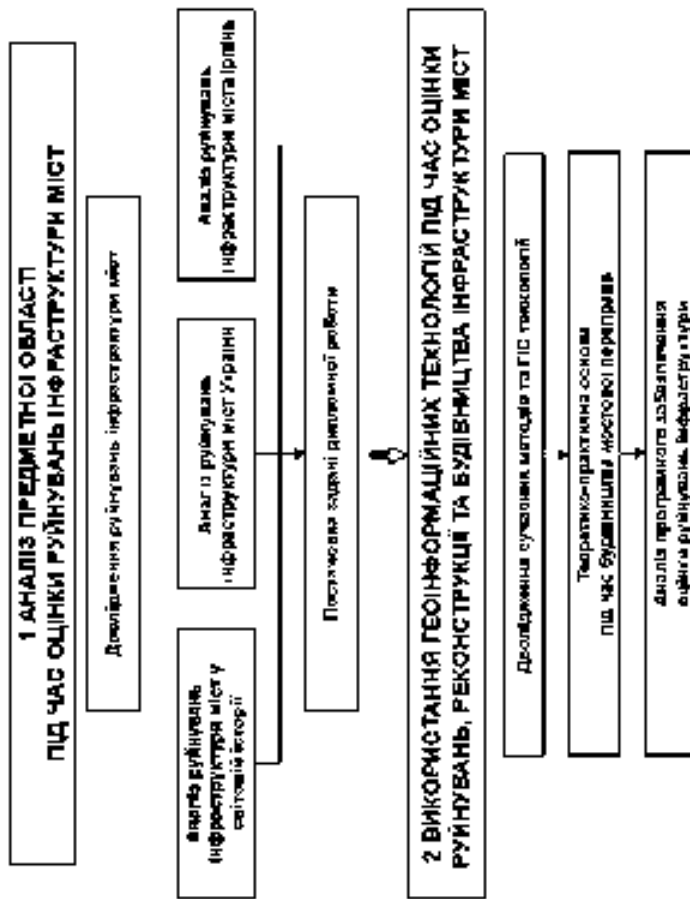 1 АНАЛІЗ ПРЕДМЕТНОЇ ОБЛАСТІ
ПІД ЧАС ОЦІНКИ РУЙНУВАНЬ ІНФРАСТРУКТУРИ МІСТ
Дослідження руйнувань інфраструктури міст
Аналіз руйнувань
інфраструктури міст у
світовій історії
Аналіз руйнувань
інфраструктури міст України
Аналіз руйнувань
інфраструктури міста Ірпінь
Постановка задачі дипломної роботи
2 ВИКОРИСТАННЯ ГЕОІНФОРМАЦІЙНИХ ТЕХНОЛОГІЙ ПІД ЧАС ОЦІНКИ
РУЙНУВАНЬ, РЕКОНСТРУКЦІЇ ТА БУДІВНИЦТВА ІНФРАСТРУКТУРИ МІСТ
Дослідження сучасних методів та ГІС технологій
Теоретико-практична основа
під час будівництва мостової переправи
Аналіз програмного забезпечення
оцінки руйнувань інфраструктури